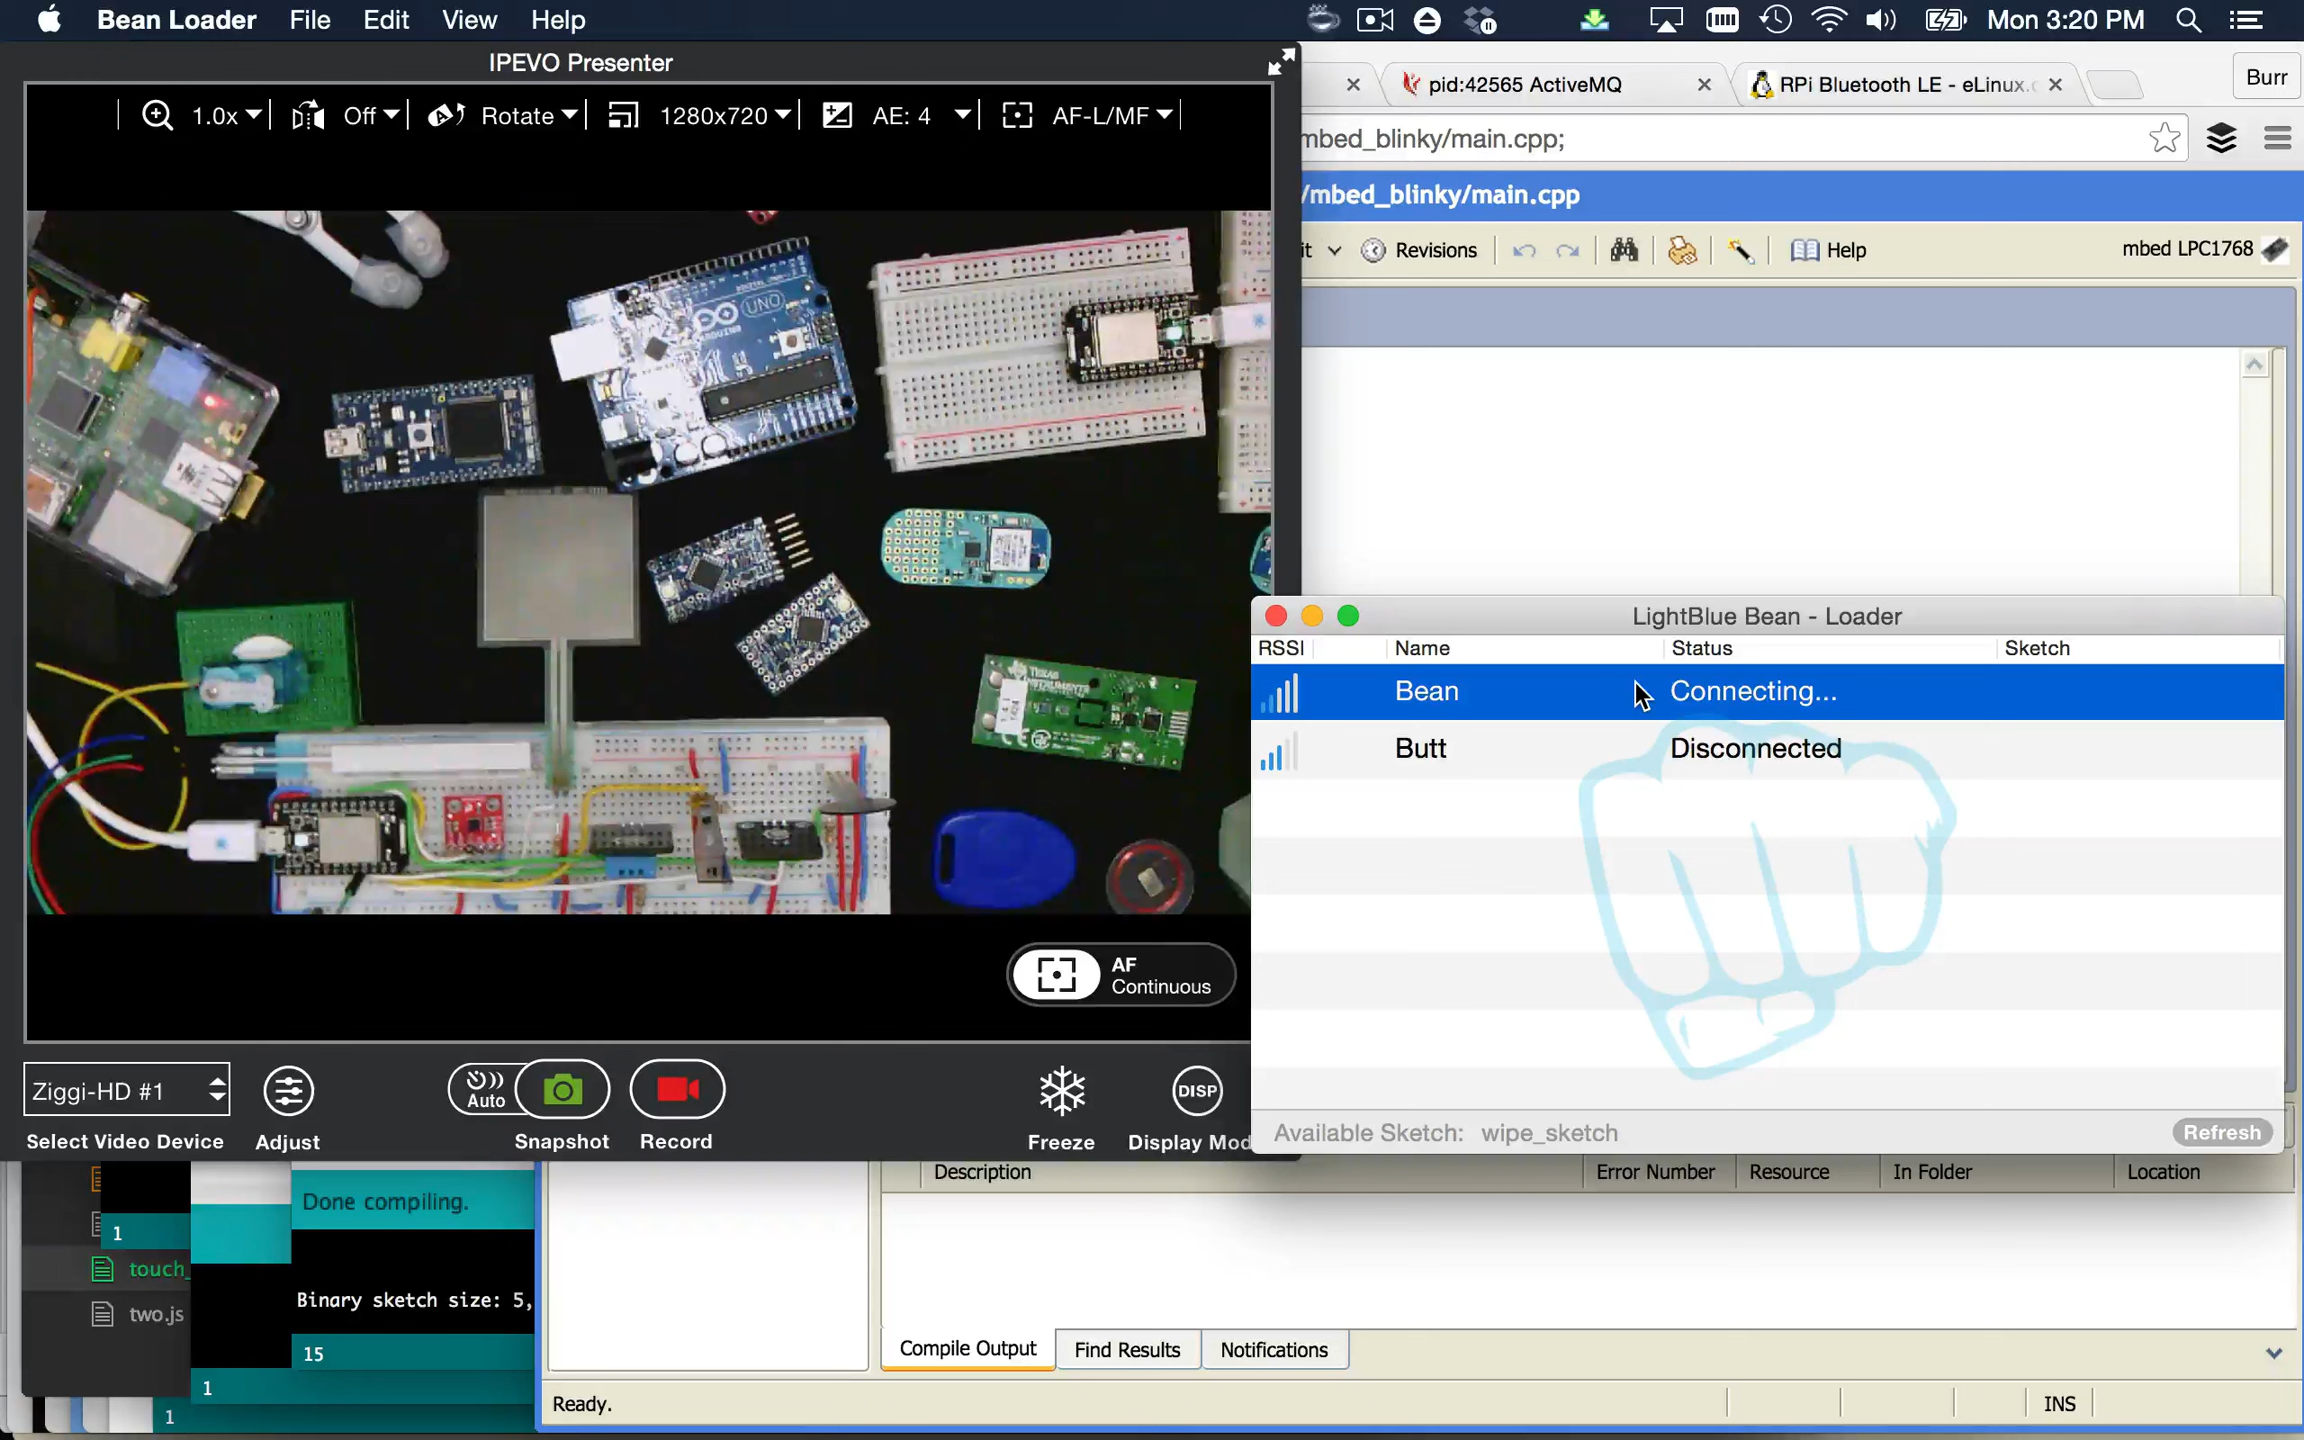 Bean Loader File Edit View Help
Mon 3:20 PM
IPEVO Presenter
1.0x Off Rotate 1280x720 AE: 4 AF-L/MF
pid:42565 ActiveMQ
RPi Bluetooth LE - eLinux.
Burr
mbed_blinky/main.cpp;
/mbed_blinky/main.cpp
it Revisions Help
mbed LPC1768
UNO
ARDUINO
TEXAS
INSTRUMENTS
LightBlue Bean - Loader
RSSI Name Status Sketch
Bean Connecting...
Butt Disconnected
Available Sketch: wipe_sketch
Refresh
AF
Continuous
Ziggi-HD #1
Auto
DISP
Select Video Device Adjust Snapshot Record Freeze Display Mod
Description Error Number Resource In Folder Location
Done compiling.
1
touch_
Binary sketch size: 5,
two.js
15
1
1
Compile Output Find Results Notifications
Ready.
INS